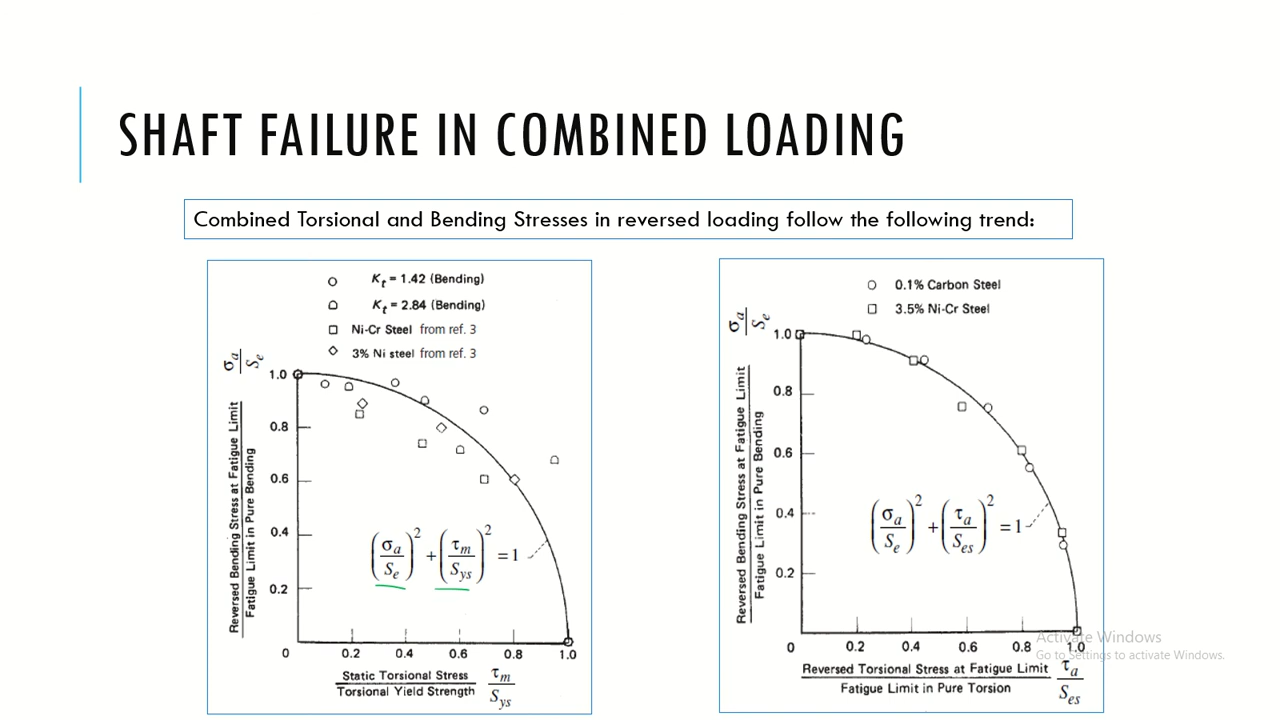 SHAFT FAILURE IN COMBINED LOADING
Combined Torsional and Bending Stresses in reversed loading follow the following trend:
Kt = 1.42 (Bending)
Kt = 2.84 (Bending)
Ni-Cr Steel from ref. 3
3% Ni steel from ref. 3
σa
Se
Reversed Bending Stress at Fatigue Limit
Fatigue Limit in Pure Bending
1.0
0.8
0.6
0.4
0.2
(σa/Se)² + (τm/Sys)² = 1
0 0.2 0.4 0.6 0.8 1.0
Static Torsional Stress τm
Torsional Yield Strength Sys
0.1% Carbon Steel
3.5% Ni-Cr Steel
σa
Se
Reversed Bending Stress at Fatigue Limit
Fatigue Limit in Pure Bending
1.0
0.8
0.6
0.4
0.2
(σa/Se)² + (τa/Ses)² = 1
0 0.2 0.4 0.6 0.8 1.0
Reversed Torsional Stress at Fatigue Limit τa
Fatigue Limit in Pure Torsion Ses
Activate Windows
Go to Settings to activate Windows.